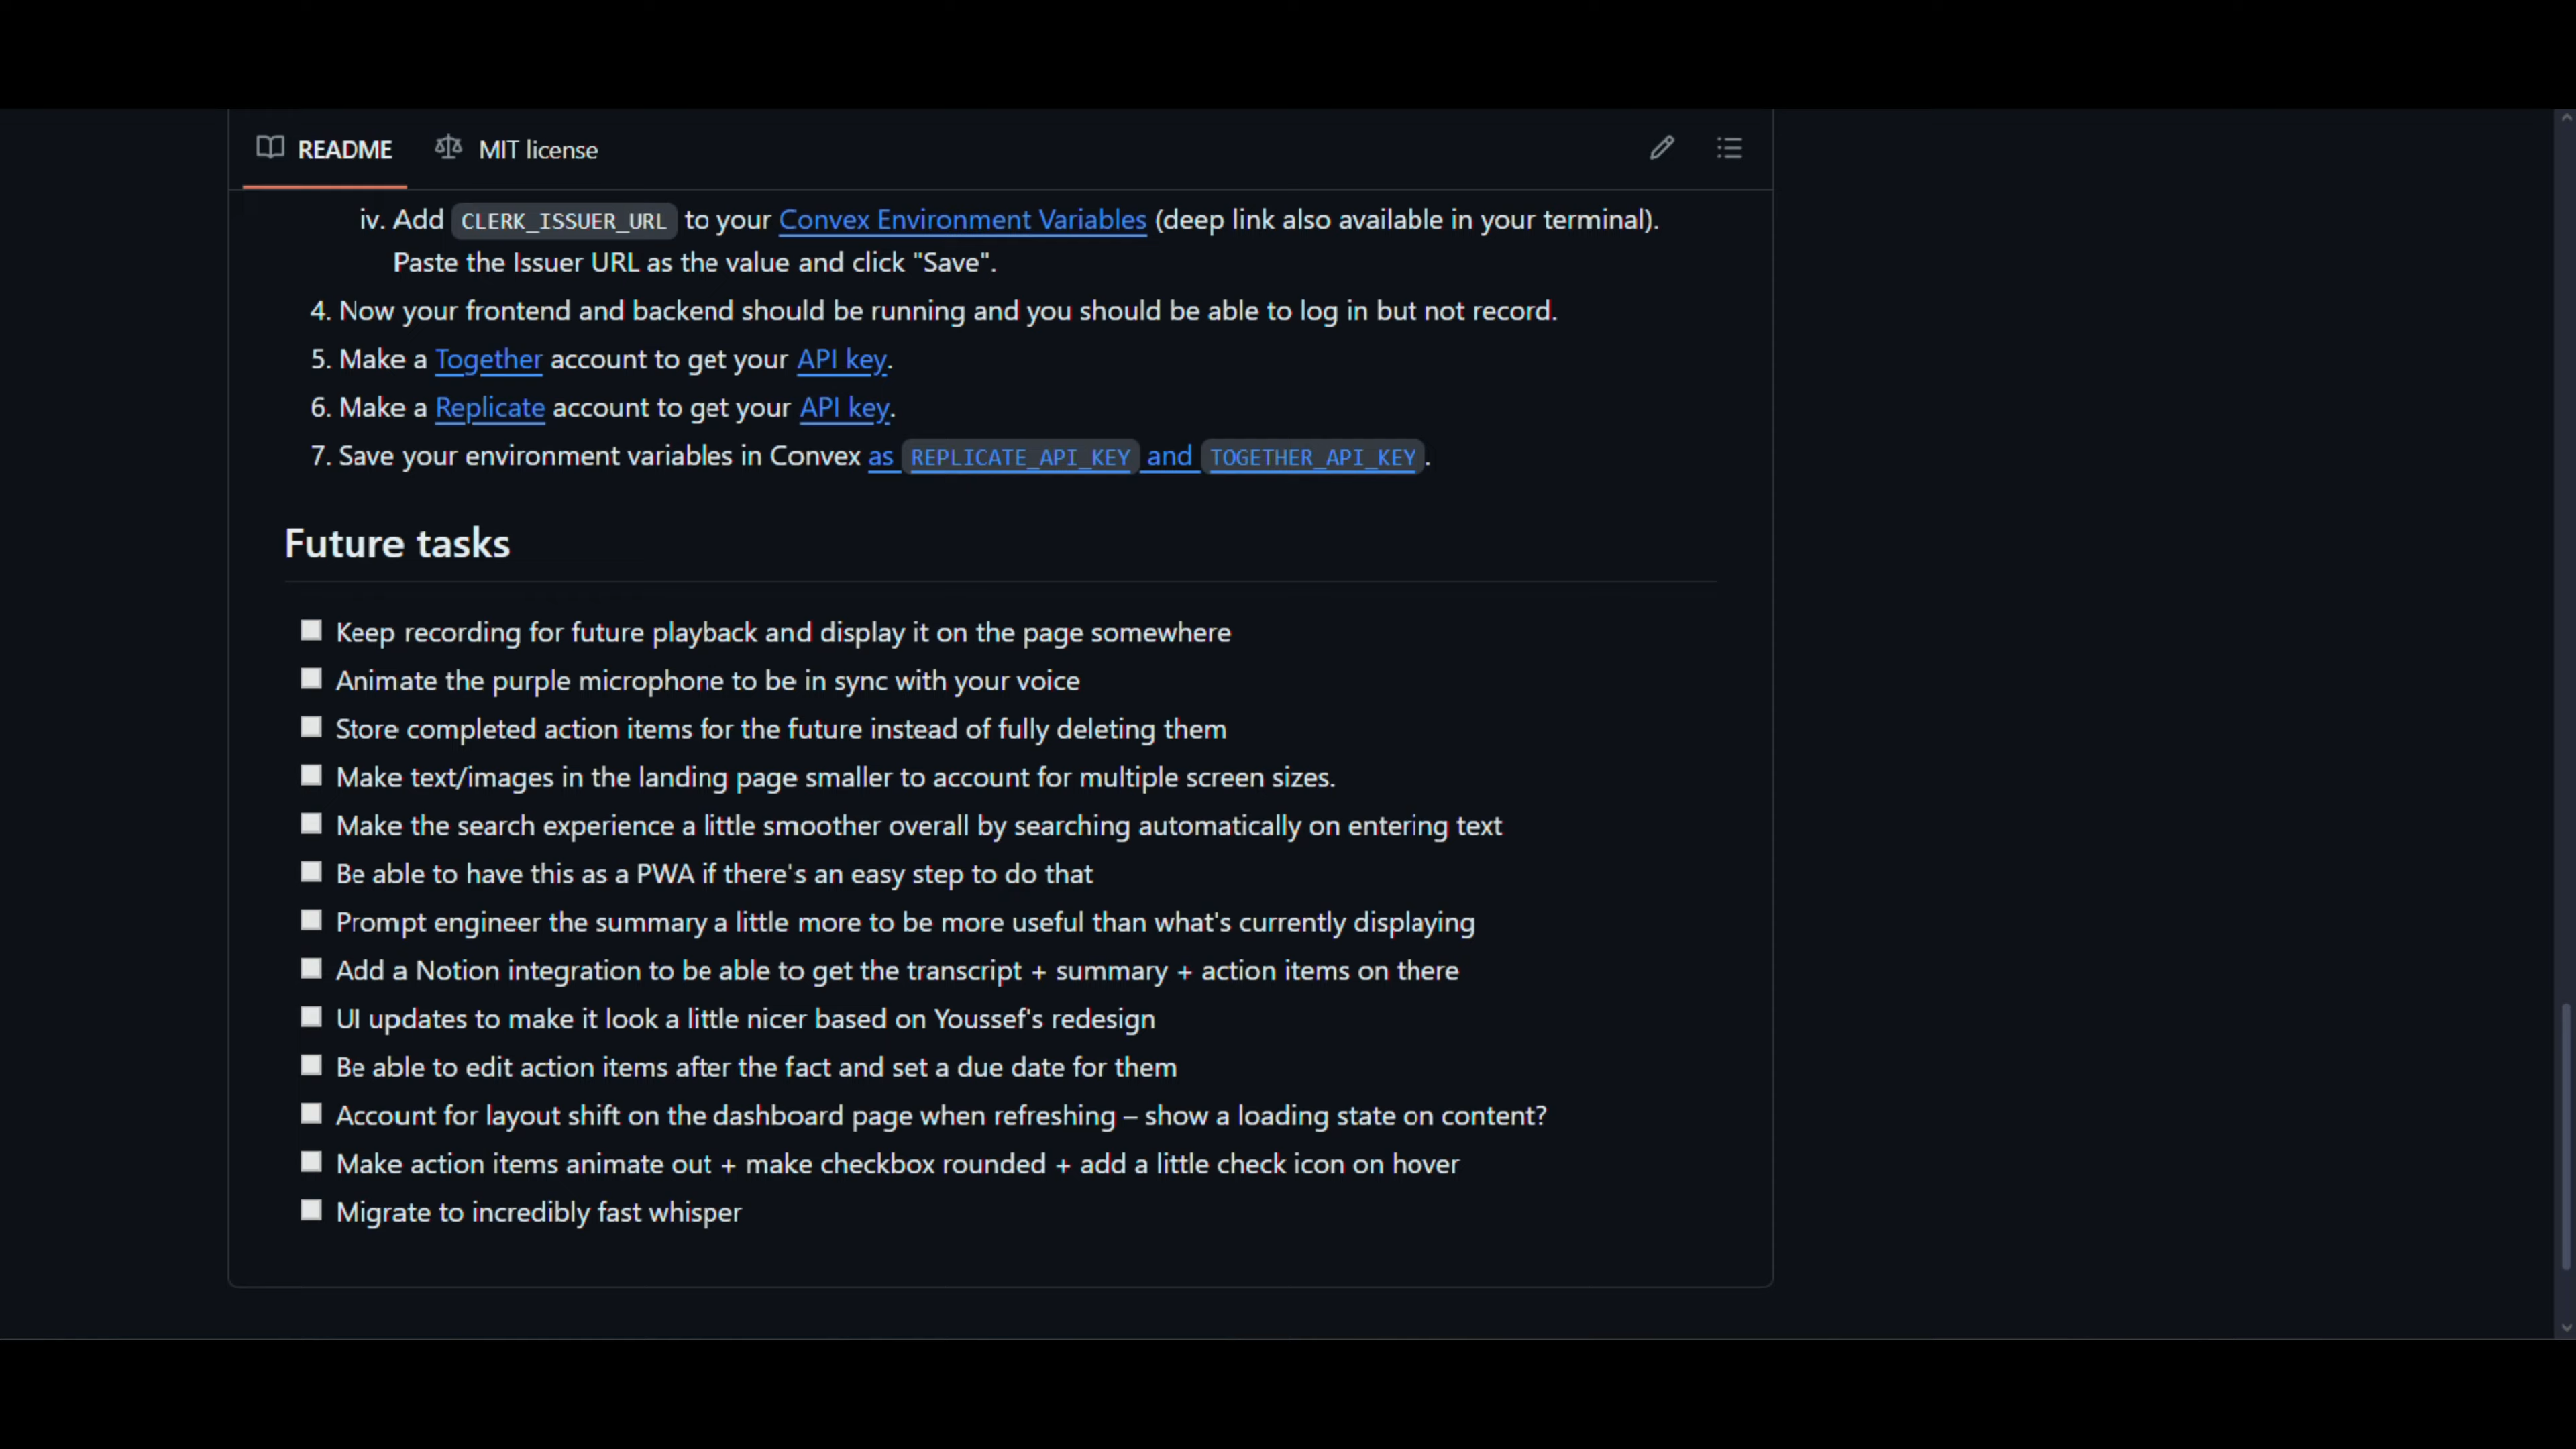 README MIT license
iv. Add CLERK_ISSUER_URL to your Convex Environment Variables (deep link also available in your terminal).
Paste the Issuer URL as the value and click "Save".
4. Now your frontend and backend should be running and you should be able to log in but not record.
5. Make a Together account to get your API key.
6. Make a Replicate account to get your API key.
7. Save your environment variables in Convex as REPLICATE_API_KEY and TOGETHER_API_KEY.
Future tasks
Keep recording for future playback and display it on the page somewhere
Animate the purple microphone to be in sync with your voice
Store completed action items for the future instead of fully deleting them
Make text/images in the landing page smaller to account for multiple screen sizes.
Make the search experience a little smoother overall by searching automatically on entering text
Be able to have this as a PWA if there's an easy step to do that
Prompt engineer the summary a little more to be more useful than what's currently displaying
Add a Notion integration to be able to get the transcript + summary + action items on there
UI updates to make it look a little nicer based on Youssef's redesign
Be able to edit action items after the fact and set a due date for them
Account for layout shift on the dashboard page when refreshing – show a loading state on content?
Make action items animate out + make checkbox rounded + add a little check icon on hover
Migrate to incredibly fast whisper